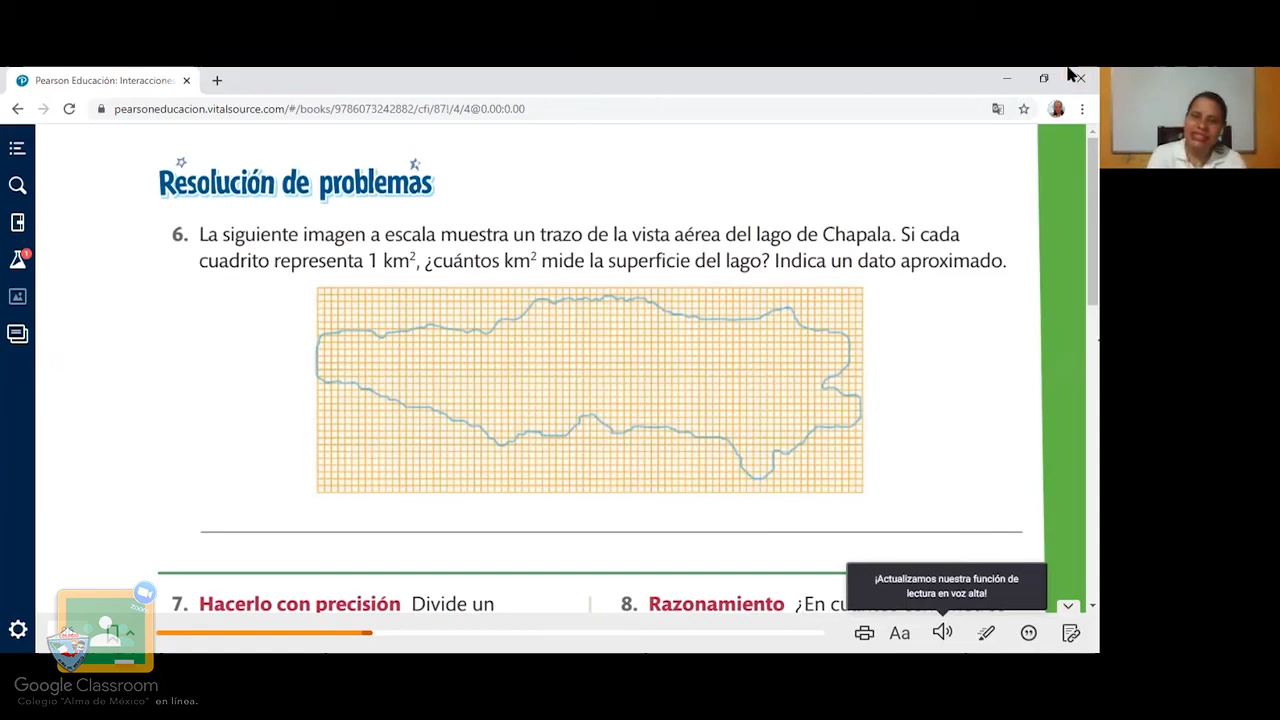 Pearson Educación: Interaccione
pearsoneducacion.vitalsource.com/#/books/9786073242882/cfi/87!/4/4@0.00:0.00
Resolución de problemas
6. La siguiente imagen a escala muestra un trazo de la vista aérea del lago de Chapala. Si cada
cuadrito representa 1 km², ¿cuántos km² mide la superficie del lago? Indica un dato aproximado.
¡Actualizamos nuestra función de
lectura en voz alta!
7. Hacerlo con precisión Divide un
8. Razonamiento ¿En
Aa
zoom
Google Classroom
Colegio "Alma de México" en línea.